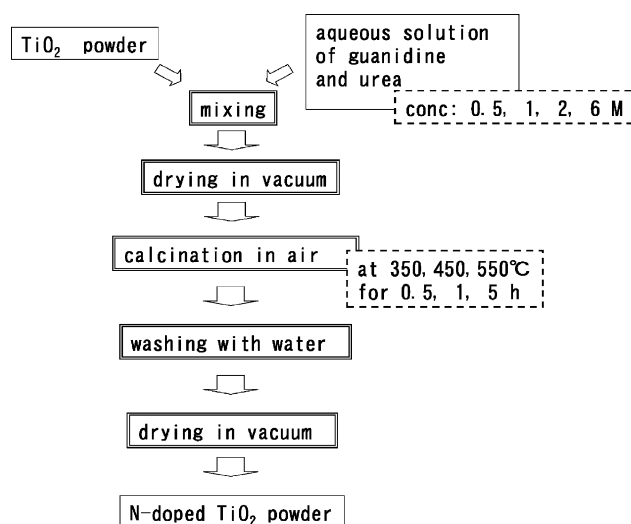 TiO₂ powder
aqueous solution
of guanidine
and urea
conc: 0.5, 1, 2, 6 M
mixing
drying in vacuum
calcination in air
at 350, 450, 550℃
for 0.5, 1, 5 h
washing with water
drying in vacuum
N-doped TiO₂ powder